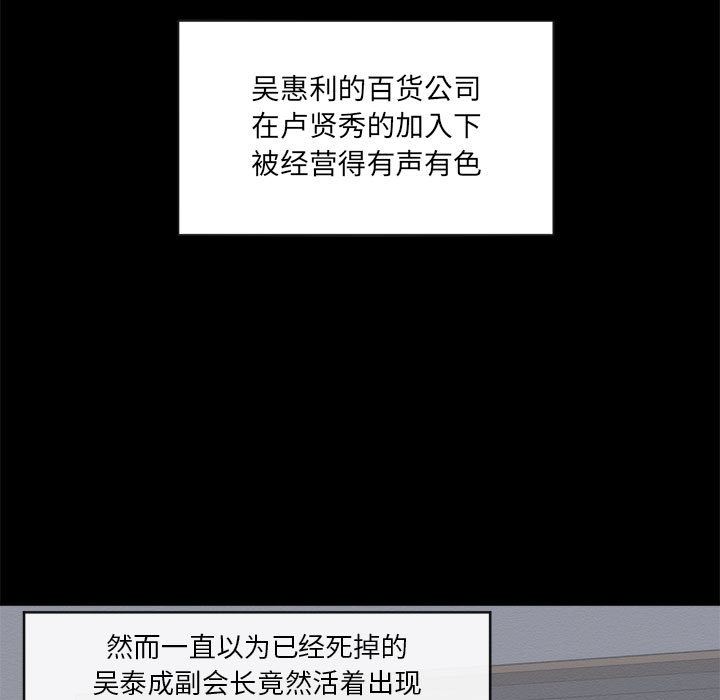 吴惠利的百货公司
在卢贤秀的加入下
被经营得有声有色
然而一直以为已经死掉的
吴泰成副会长竟然活着出现